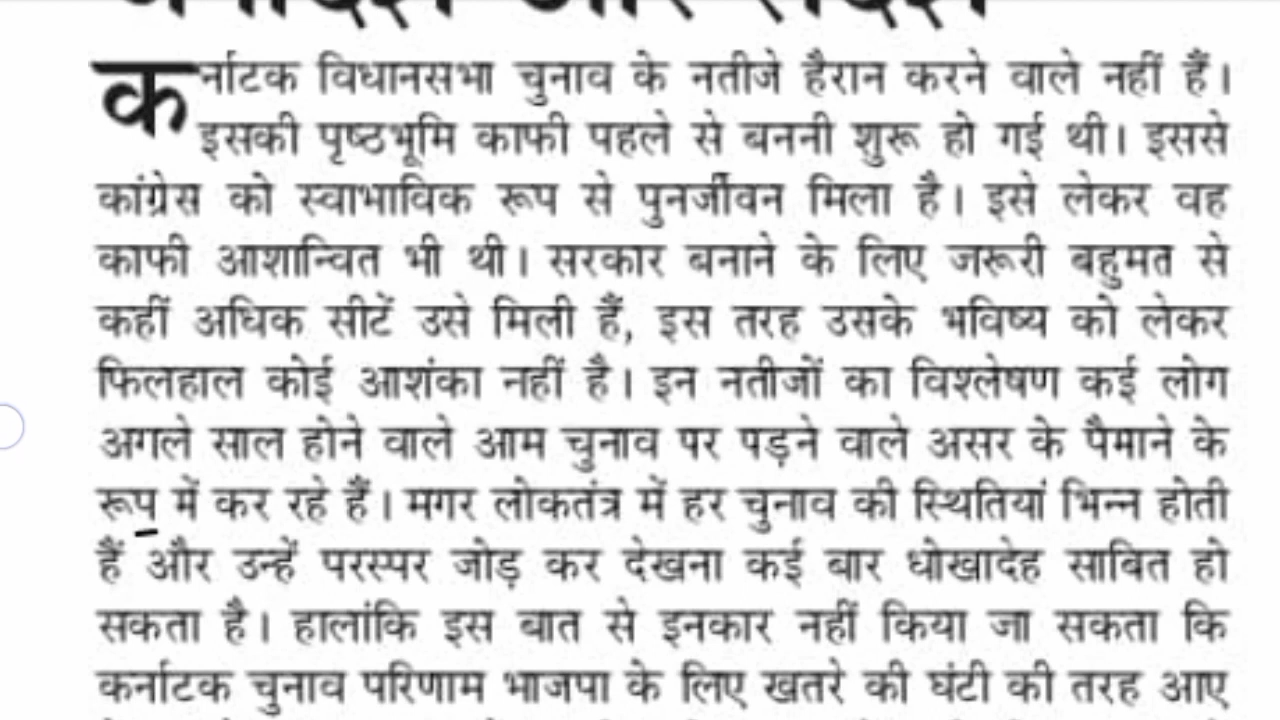 कर्नाटक विधानसभा चुनाव के नतीजे हैरान करने वाले नहीं हैं।
इसकी पृष्ठभूमि काफी पहले से बननी शुरू हो गई थी। इससे
कांग्रेस को स्वाभाविक रूप से पुनर्जीवन मिला है। इसे लेकर वह
काफी आशान्वित भी थी। सरकार बनाने के लिए जरूरी बहुमत से
कहीं अधिक सीटें उसे मिली हैं, इस तरह उसके भविष्य को लेकर
फिलहाल कोई आशंका नहीं है। इन नतीजों का विश्लेषण कई लोग
अगले साल होने वाले आम चुनाव पर पड़ने वाले असर के पैमाने के
रूप में कर रहे हैं। मगर लोकतंत्र में हर चुनाव की स्थितियां भिन्न होती
हैं और उन्हें परस्पर जोड़ कर देखना कई बार धोखादेह साबित हो
सकता है। हालांकि इस बात से इनकार नहीं किया जा सकता कि
कर्नाटक चुनाव परिणाम भाजपा के लिए खतरे की घंटी की तरह आए